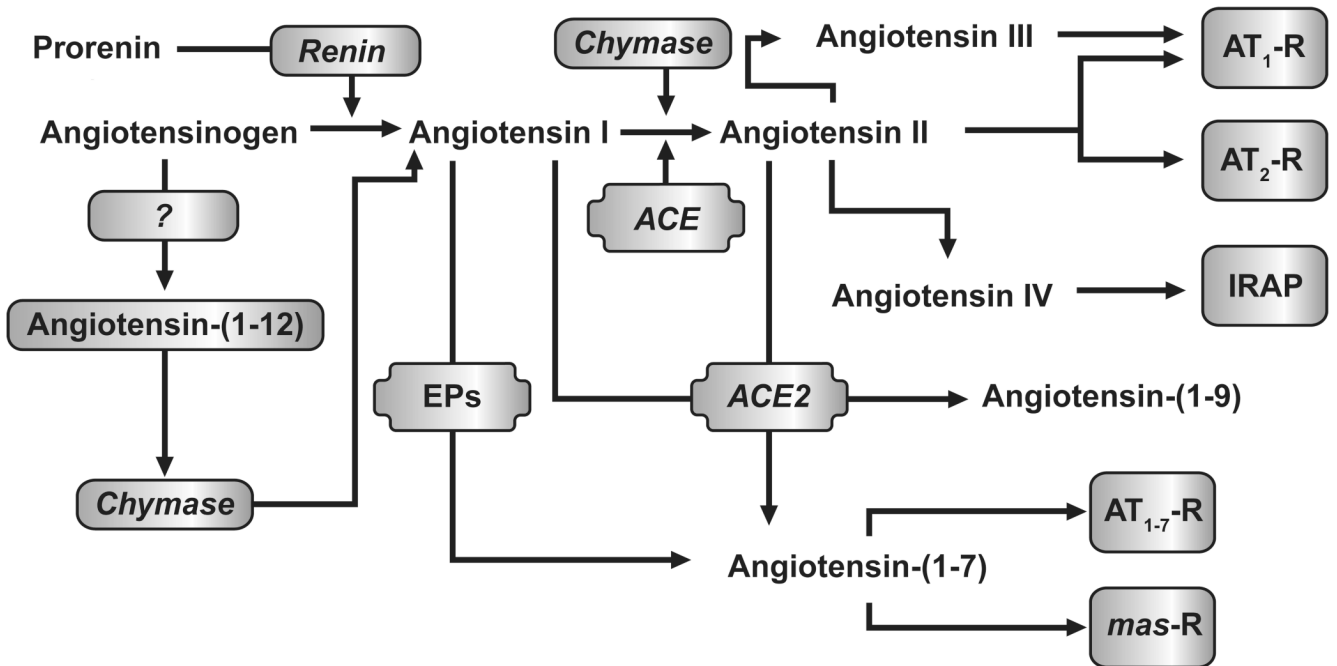 Prorenin
Renin
Chymase
Angiotensin III
AT₁-R
Angiotensinogen
Angiotensin I
Angiotensin II
AT₂-R
?
ACE
Angiotensin IV
IRAP
Angiotensin-(1-12)
EPs
ACE2
Angiotensin-(1-9)
Chymase
AT₁₋₇-R
Angiotensin-(1-7)
mas-R